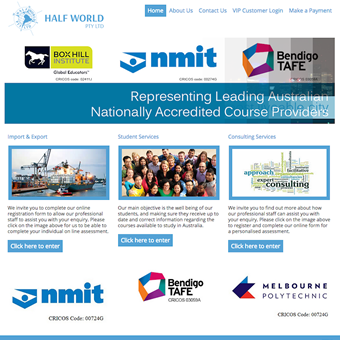 HALF WORLD
PTY LTD
Home About Us Contact Us VIP Customer Login Make a Payment
BOX HILL
INSTITUTE
Global Educators
CRICOS code: 02411J
nmit
CRICOS code: 00724G
Bendigo
TAFE
Representing Leading Australian
Nationally Accredited Course Providers
Import & Export
Student Services
Consulting Services
approach
expert
consulting
We invite you to complete our online
registration form to allow our professional
staff to assist you with your enquiry. Please
click on the image above for us to be able to
complete your individual on line assessment.
Click here to enter
Our main objective is the well being of our
students, and making sure they receive up to
date and correct information regarding the
courses available to study in Australia.
Click here to enter
We invite you to find out more about how
our professional staff can assist you with
your enquiry. Please click on the image above
to register and complete our online form for
a personalised assessment.
Click here to enter
nmit
CRICOS Code: 00724G
Bendigo
TAFE
CRICOS 03059A
MELBOURNE
POLYTECHNIC
CRICOS Code: 00724G